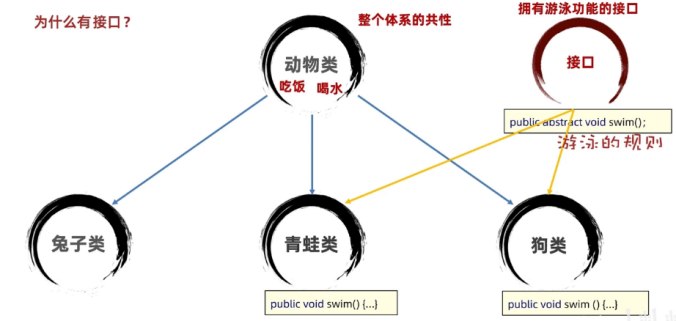 为什么有接口？
整个体系的共性
拥有游泳功能的接口
动物类
吃饭 喝水
接口
public abstract void swim();
游泳的规则
兔子类
青蛙类
狗类
public void swim() {...}
public void swim () {...}